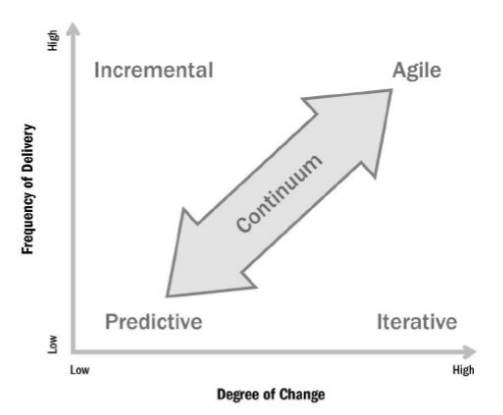 High
Incremental
Agile
Frequency of Delivery
Continuum
Predictive
Iterative
Low
Low
High
Degree of Change